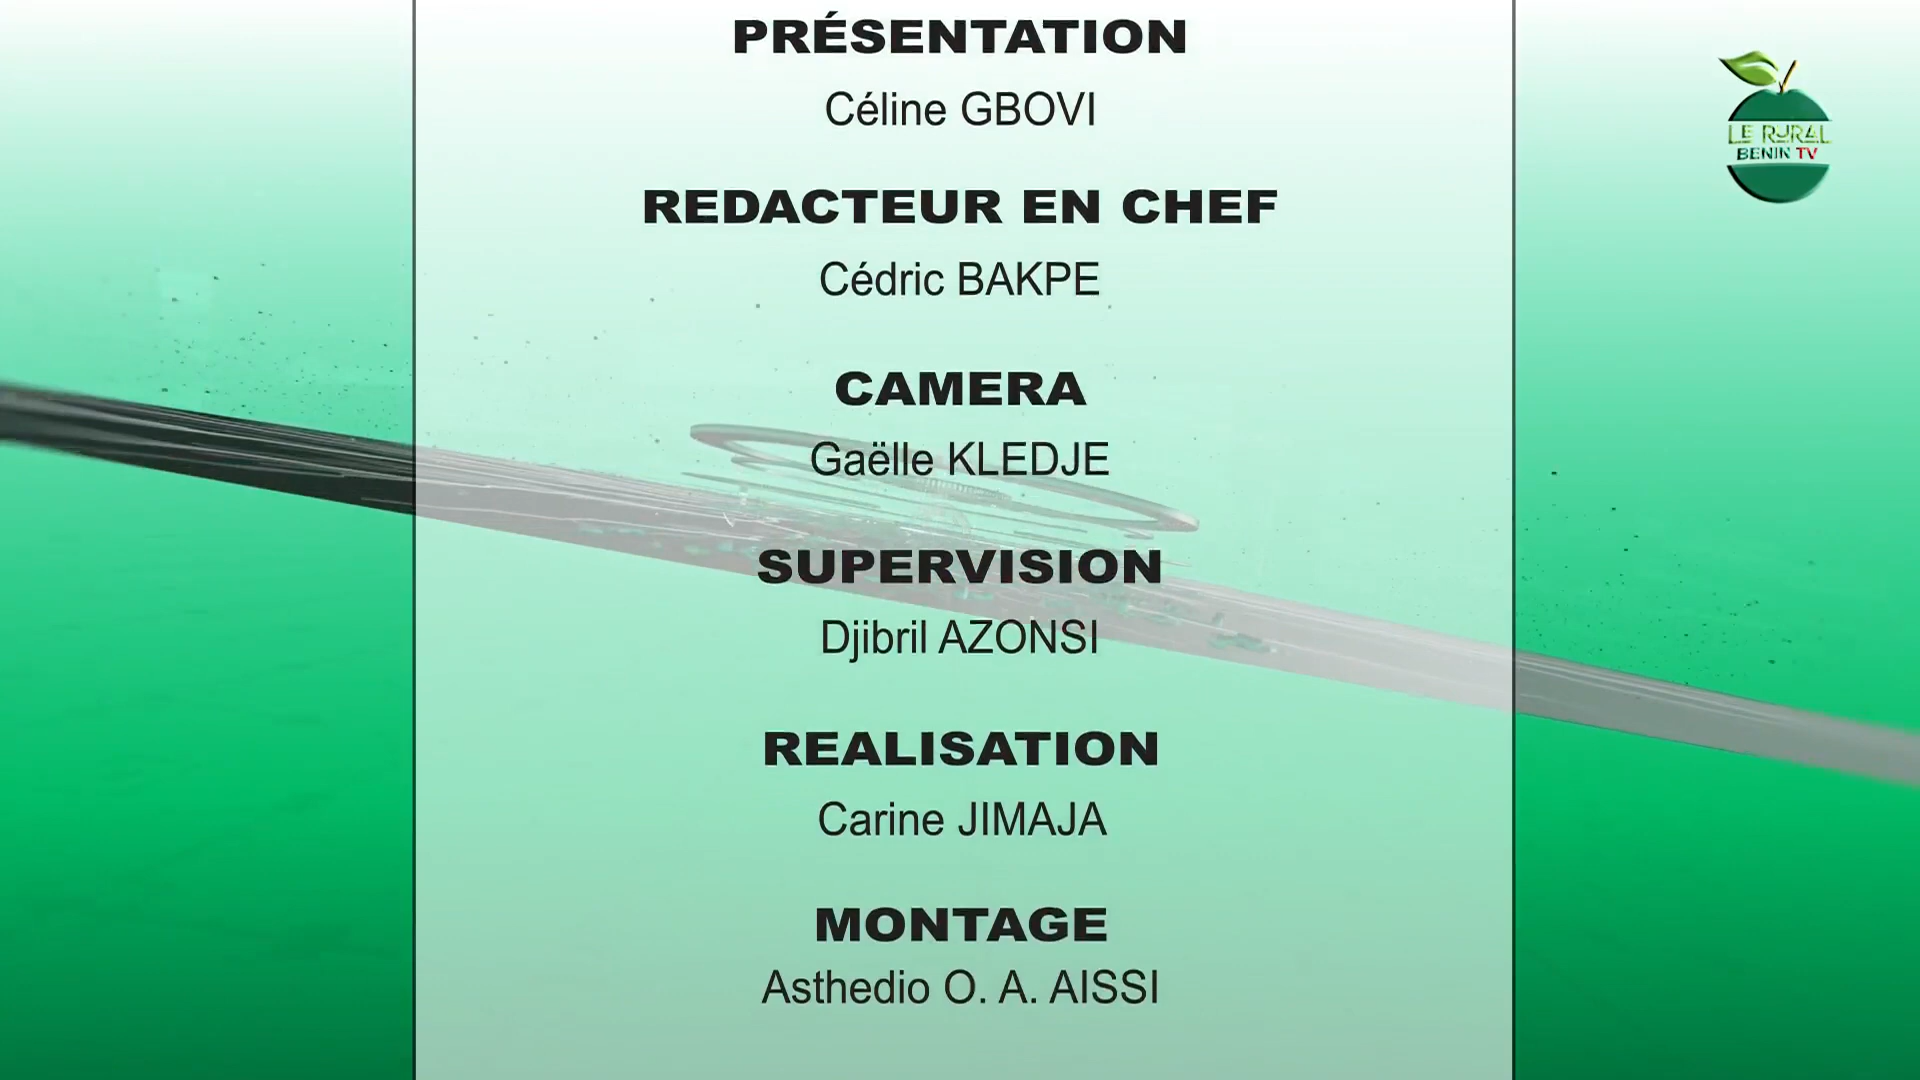 PRÉSENTATION
Céline GBOVI
REDACTEUR EN CHEF
Cédric BAKPE
CAMERA
Gaëlle KLEDJE
SUPERVISION
Djibril AZONSI
REALISATION
Carine JIMAJA
MONTAGE
Asthedio O. A. AISSI
LE RURAL
BENIN TV